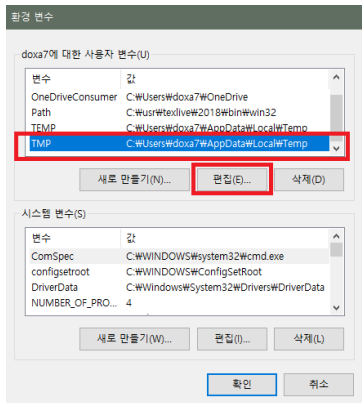 환경 변수
doxa7에 대한 사용자 변수(U)
변수 값
OneDriveConsumer C:₩Users₩doxa7₩OneDrive
Path C:₩usr₩texlive₩2018₩bin₩win32
TEMP C:₩Users₩doxa7₩AppData₩Local₩Temp
TMP C:₩Users₩doxa7₩AppData₩Local₩Temp
새로 만들기(N)... 편집(E)... 삭제(D)
시스템 변수(S)
변수 값
ComSpec C:₩WINDOWS₩system32₩cmd.exe
configsetroot C:₩WINDOWS₩ConfigSetRoot
DriverData C:₩Windows₩System32₩Drivers₩DriverData
NUMBER_OF_PRO... 4
새로 만들기(W)... 편집(I)... 삭제(L)
확인 취소